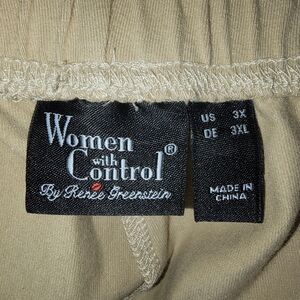 Women
with
Control®
By Renee Greenstein
US 3X
DE 3XL
MADE IN
CHINA